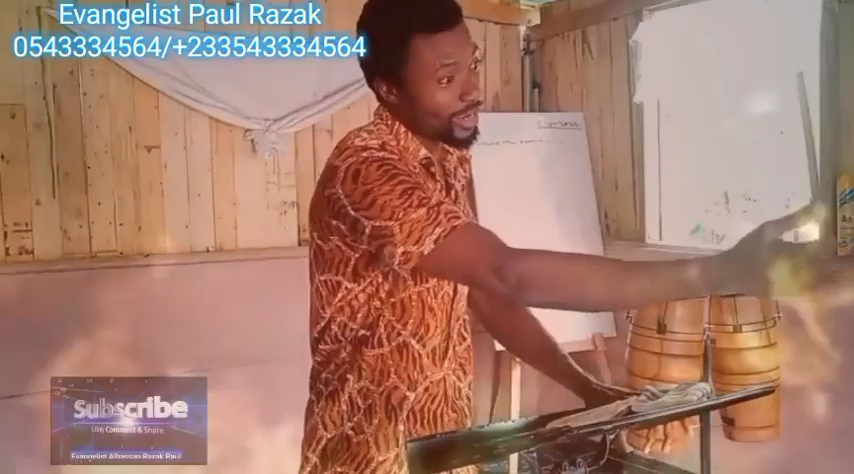 Evangelist Paul Razak
0543334564/+233543334564
Subscribe
Like, Comment & Share
Evangelist Alhassan Razak Paul